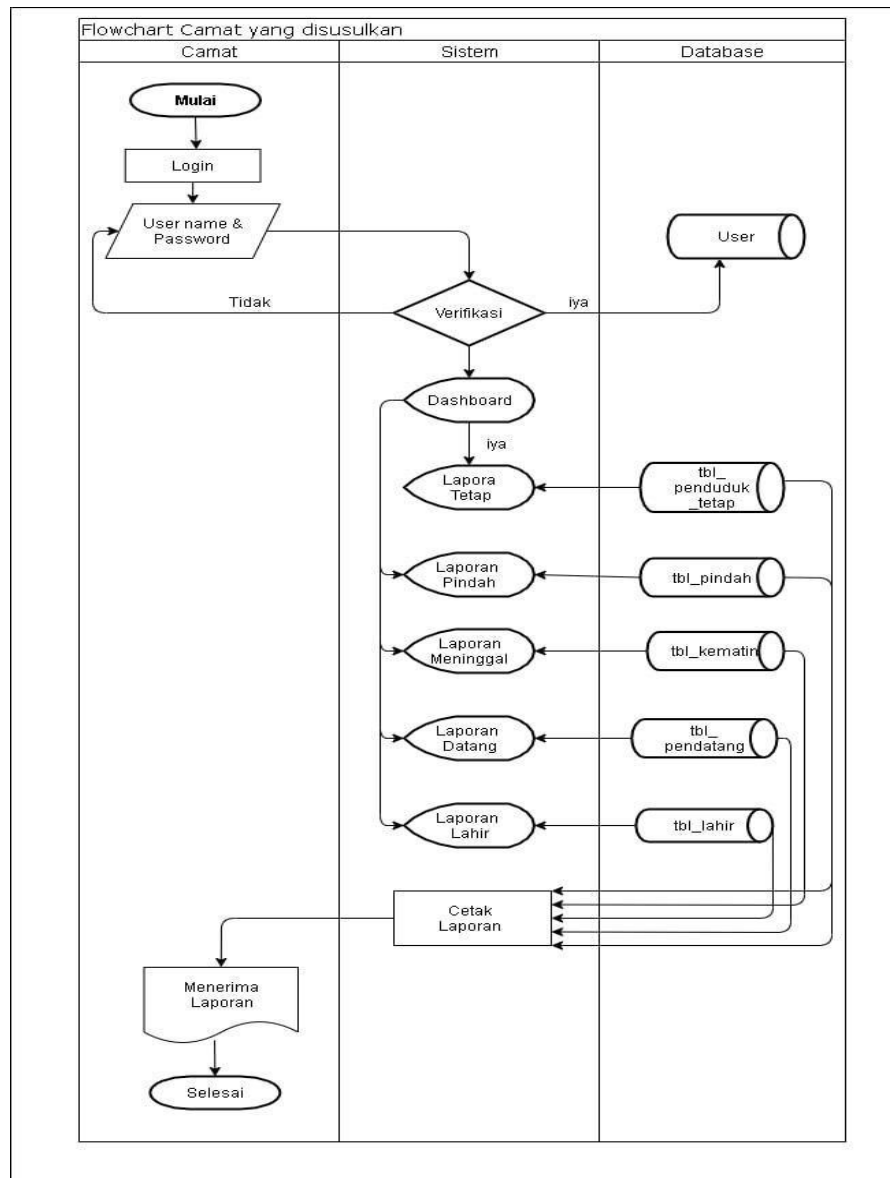 Flowchart Camat yang disusulkan
Camat
Sistem
Database
Mulai
Login
User name &
Password
User
Tidak
Verifikasi
iya
Dashboard
iya
Lapora
Tetap
tbl_
penduduk
_tetap
Laporan
Pindah
tbl_pindah
Laporan
Meninggal
tbl_kematin
Laporan
Datang
tbl_
pendatang
Laporan
Lahir
tbl_lahir
Cetak
Laporan
Menerima
Laporan
Selesai